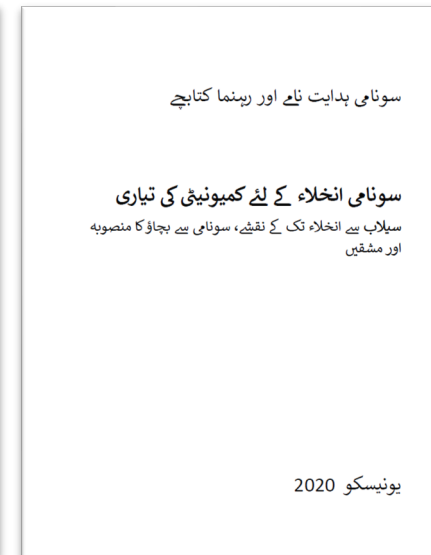 سونامی ہدایت نامے اور رہنما کتابچے
سونامی انخلاء کے لئے کمیونیٹی کی تیاری
سیلاب سے انخلاء تک کے نقشے، سونامی سے بچاؤ کا منصوبہ
اور مشقیں
یونیسکو 2020